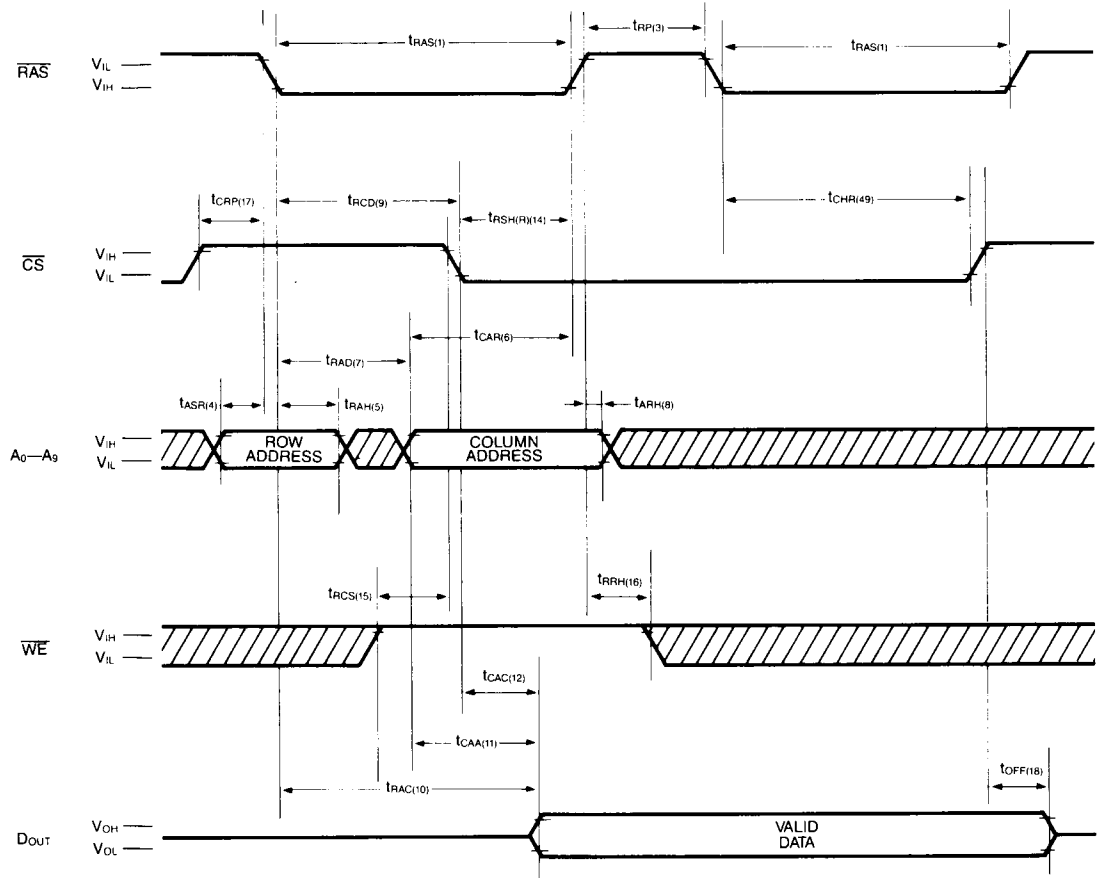 tRAS(1)
tRP(3)
tRAS(1)
RAS
VIL
VIH
tCRP(17)
tRCD(9)
tRSH(R)(14)
tCHR(49)
CS
VIH
VIL
tCAR(6)
tRAD(7)
tASR(4)
tRAH(5)
tARH(8)
A0—A9
VIH
VIL
ROW
ADDRESS
COLUMN
ADDRESS
tRCS(15)
tRRH(16)
WE
VIH
VIL
tCAC(12)
tCAA(11)
tRAC(10)
tOFF(18)
DOUT
VOH
VOL
VALID
DATA